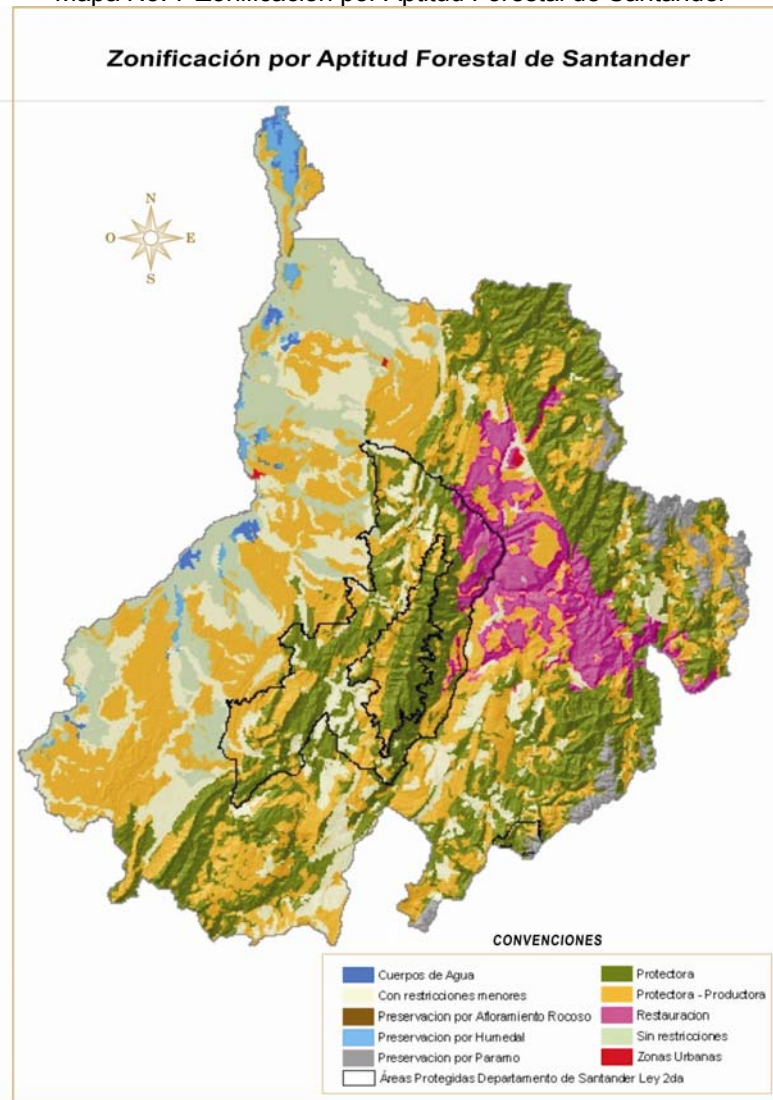 Zonificación por Aptitud Forestal de Santander
N
O
E
S
CONVENCIONES
Cuerpos de Agua
Con restricciones menores
Preservacion por Afloramiento Rocoso
Preservacion por Humedal
Preservacion por Paramo
Protectora
Protectora - Productora
Restauracion
Sin restricciones
Zonas Urbanas
Áreas Protegidas Departamento de Santander Ley 2da